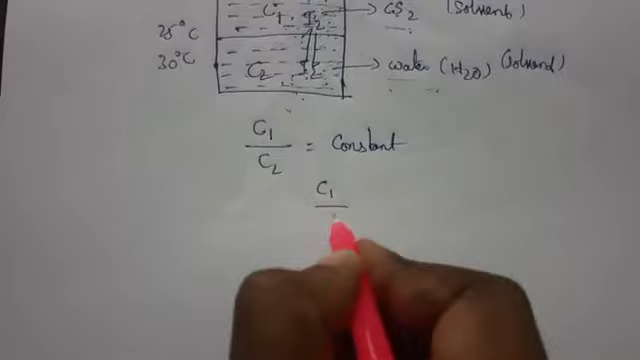 C₁ I₂ → CS₂ (Solvent)
25°C
30°C C₂ I₂ → water (H₂O) (Solvent)
C₁
—— = Constant
C₂
C₁